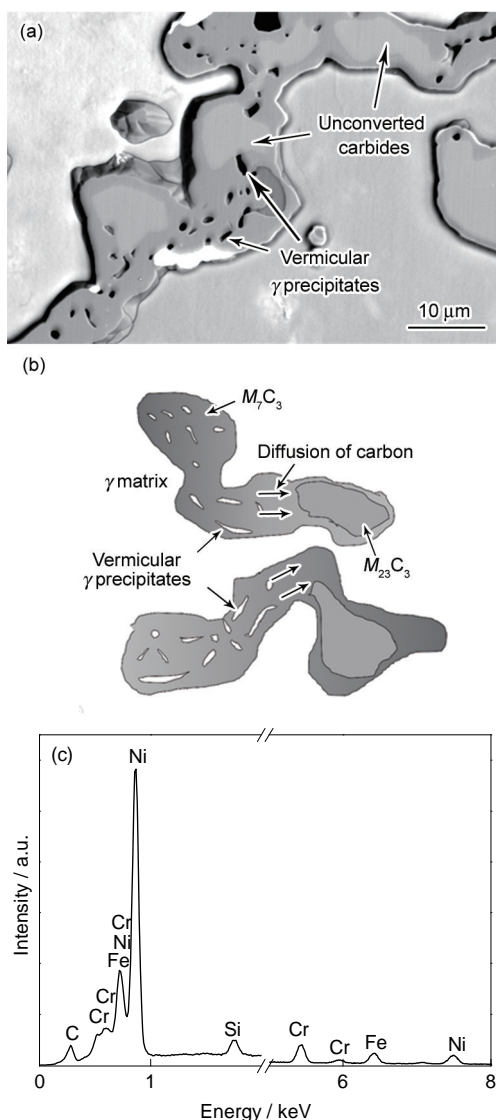 (a)
Unconverted
carbides
Vermicular
γ precipitates
10 μm
(b)
M₇C₃
Diffusion of carbon
γ matrix
Vermicular
γ precipitates
M₂₃C₃
(c)
Ni
Cr
Ni
Fe
Cr
Cr
C
Si
Cr
Cr
Fe
Ni
Intensity / a.u.
0
1
6
8
Energy / keV